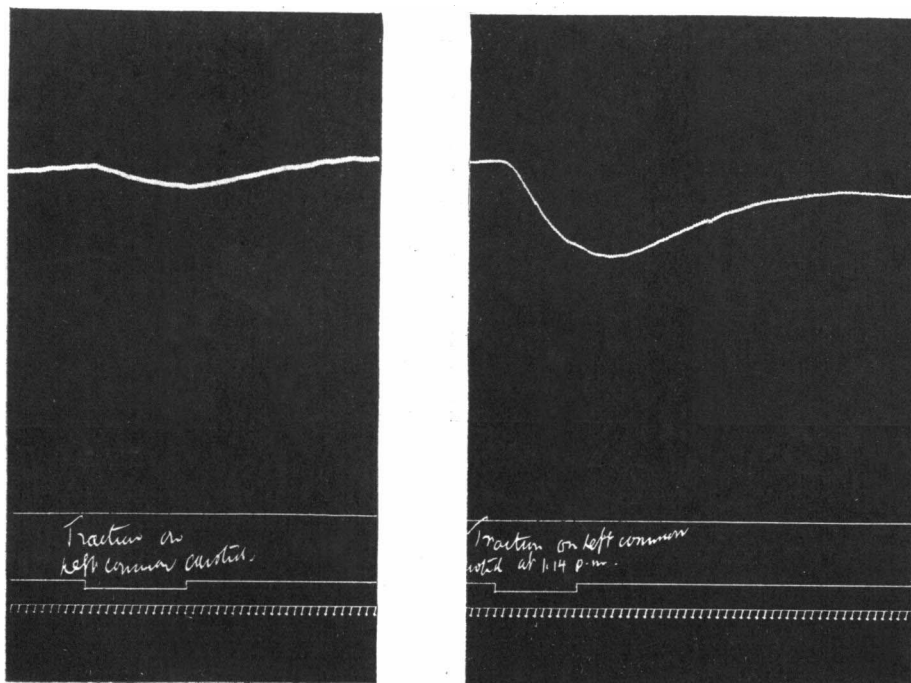 Traction on
Left common carotid.
Traction on left common
carotid at 1.14 p.m.